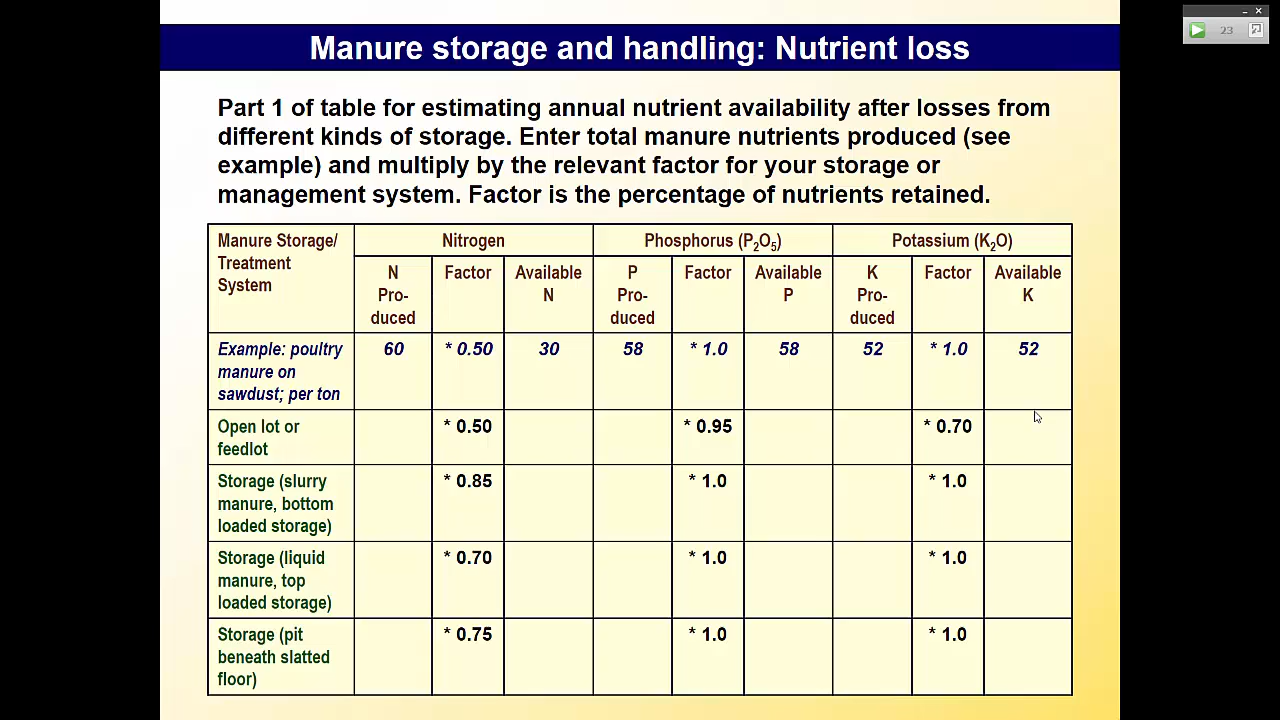 Manure storage and handling: Nutrient loss
23
Part 1 of table for estimating annual nutrient availability after losses from
different kinds of storage. Enter total manure nutrients produced (see
example) and multiply by the relevant factor for your storage or
management system. Factor is the percentage of nutrients retained.
Manure Storage/
Treatment
System
Nitrogen
Phosphorus (P₂O₅)
Potassium (K₂O)
N
Pro-
duced
Factor
Available
N
P
Pro-
duced
Factor
Available
P
K
Pro-
duced
Factor
Available
K
Example: poultry
manure on
sawdust; per ton
60
* 0.50
30
58
* 1.0
58
52
* 1.0
52
Open lot or
feedlot
* 0.50
* 0.95
* 0.70
Storage (slurry
manure, bottom
loaded storage)
* 0.85
* 1.0
* 1.0
Storage (liquid
manure, top
loaded storage)
* 0.70
* 1.0
* 1.0
Storage (pit
beneath slatted
floor)
* 0.75
* 1.0
* 1.0